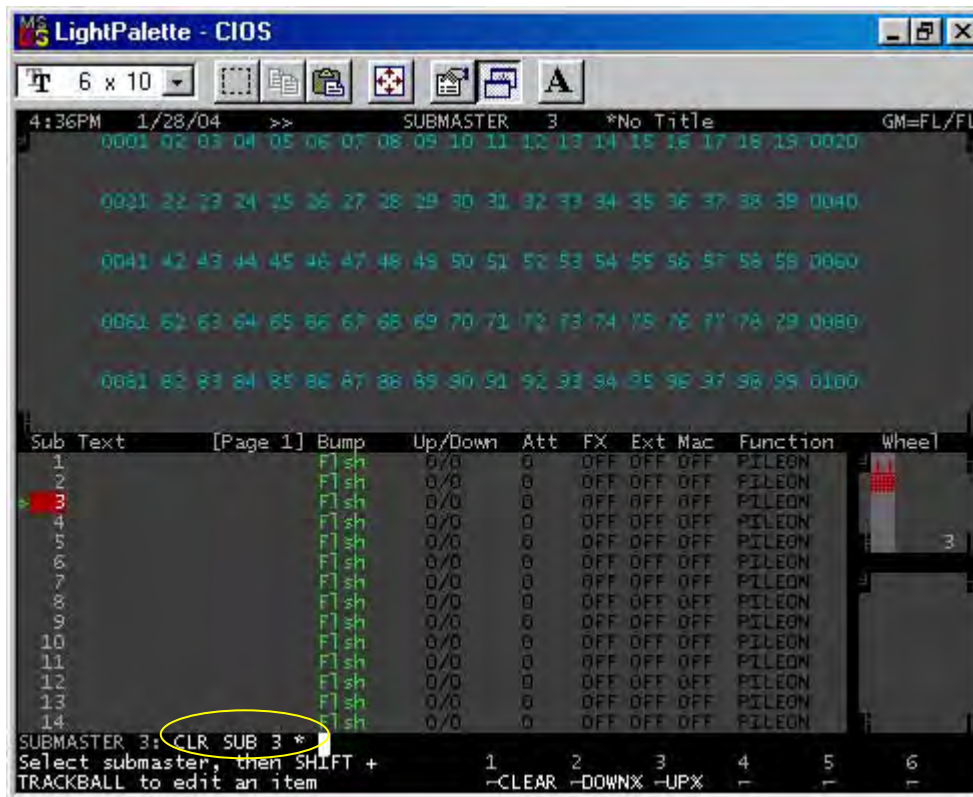 LightPalette - CIOS
6 x 10
A
4:36PM 1/28/04 >> SUBMASTER 3 *No Title GM=FL/FL
0001 02 03 04 05 06 07 08 09 10 11 12 13 14 15 16 17 18 19 0020
0021 22 23 24 25 26 27 28 29 30 31 32 33 34 35 36 37 38 39 0040
0041 42 43 44 45 46 47 48 49 50 51 52 53 54 55 56 57 58 59 0060
0061 62 63 64 65 66 67 68 69 70 71 72 73 74 75 76 77 78 79 0080
0081 82 83 84 85 86 87 88 89 90 91 92 93 94 95 96 97 98 99 0100
Sub Text [Page 1] Bump Up/Down Att FX Ext Mac Function Wheel
1 Flsh 0/0 0 OFF OFF OFF PILEON
2 Flsh 0/0 0 OFF OFF OFF PILEON
3 Flsh 0/0 0 OFF OFF OFF PILEON
4 Flsh 0/0 0 OFF OFF OFF PILEON
5 Flsh 0/0 0 OFF OFF OFF PILEON 3
6 Flsh 0/0 0 OFF OFF OFF PILEON
7 Flsh 0/0 0 OFF OFF OFF PILEON
8 Flsh 0/0 0 OFF OFF OFF PILEON
9 Flsh 0/0 0 OFF OFF OFF PILEON
10 Flsh 0/0 0 OFF OFF OFF PILEON
11 Flsh 0/0 0 OFF OFF OFF PILEON
12 Flsh 0/0 0 OFF OFF OFF PILEON
13 Flsh 0/0 0 OFF OFF OFF PILEON
14 Flsh 0/0 0 OFF OFF OFF PILEON
SUBMASTER 3: CLR SUB 3 *
Select submaster, then SHIFT + 1 2 3 4 5 6
TRACKBALL to edit an item CLEAR DOWN% UP%